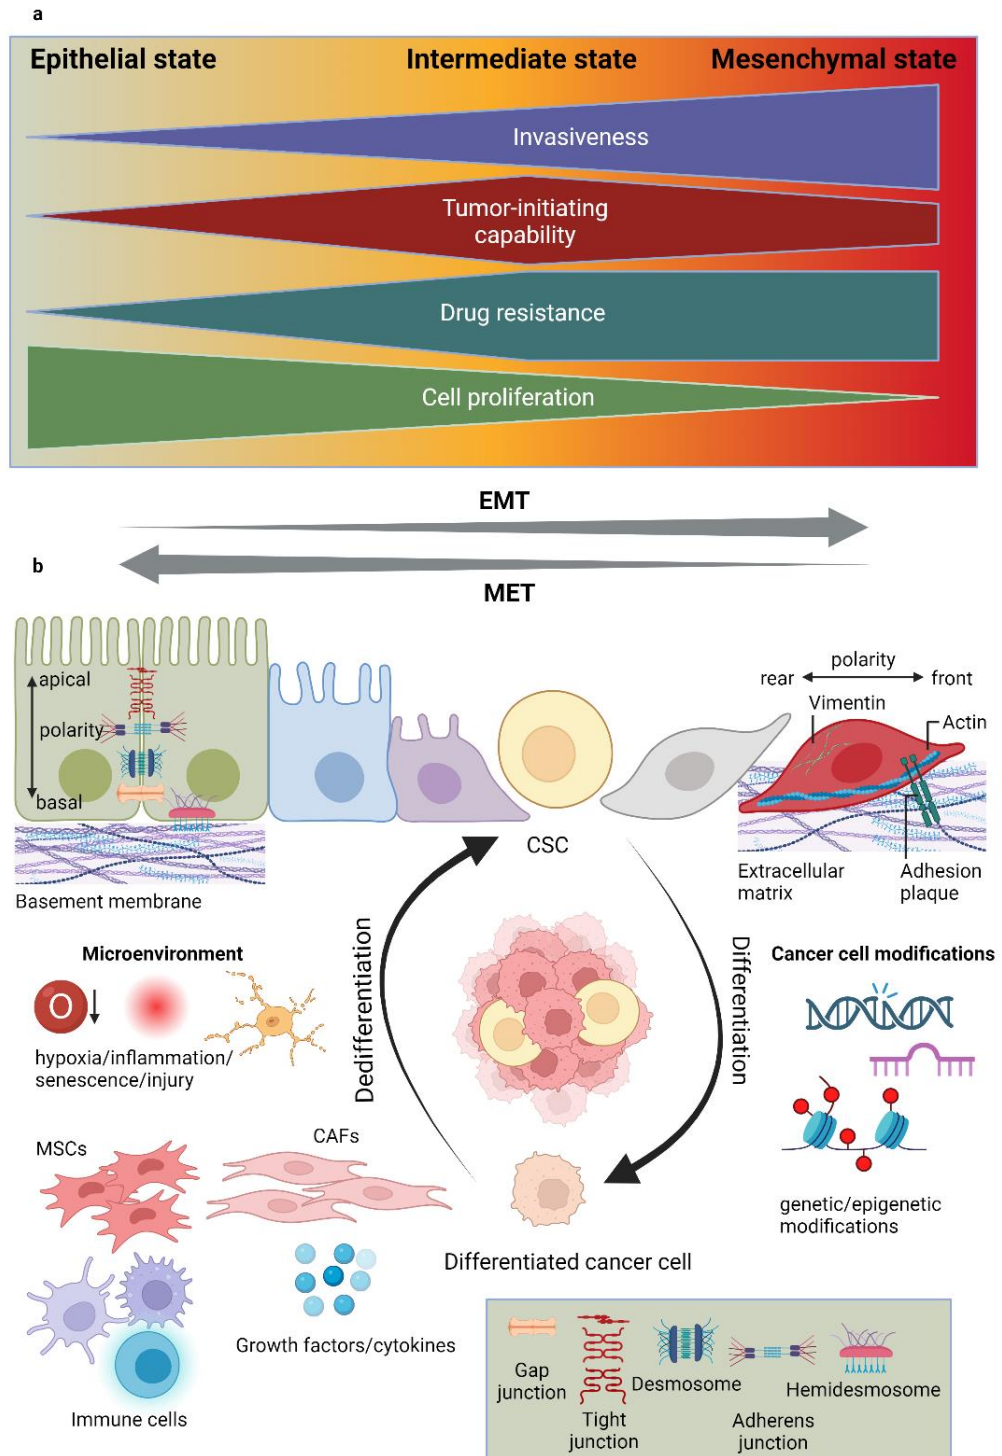 a
Epithelial state
Intermediate state
Mesenchymal state
Invasiveness
Tumor-initiating
capability
Drug resistance
Cell proliferation
EMT
b
MET
apical
polarity
basal
Basement membrane
CSC
polarity
rear
front
Vimentin
Actin
Extracellular
matrix
Adhesion
plaque
Microenvironment
O
hypoxia/inflammation/
senescence/injury
Dedifferentiation
Differentiation
Cancer cell modifications
genetic/epigenetic
modifications
MSCs
CAFs
Differentiated cancer cell
Growth factors/cytokines
Immune cells
Gap
junction
Tight
junction
Desmosome
Adherens
junction
Hemidesmosome